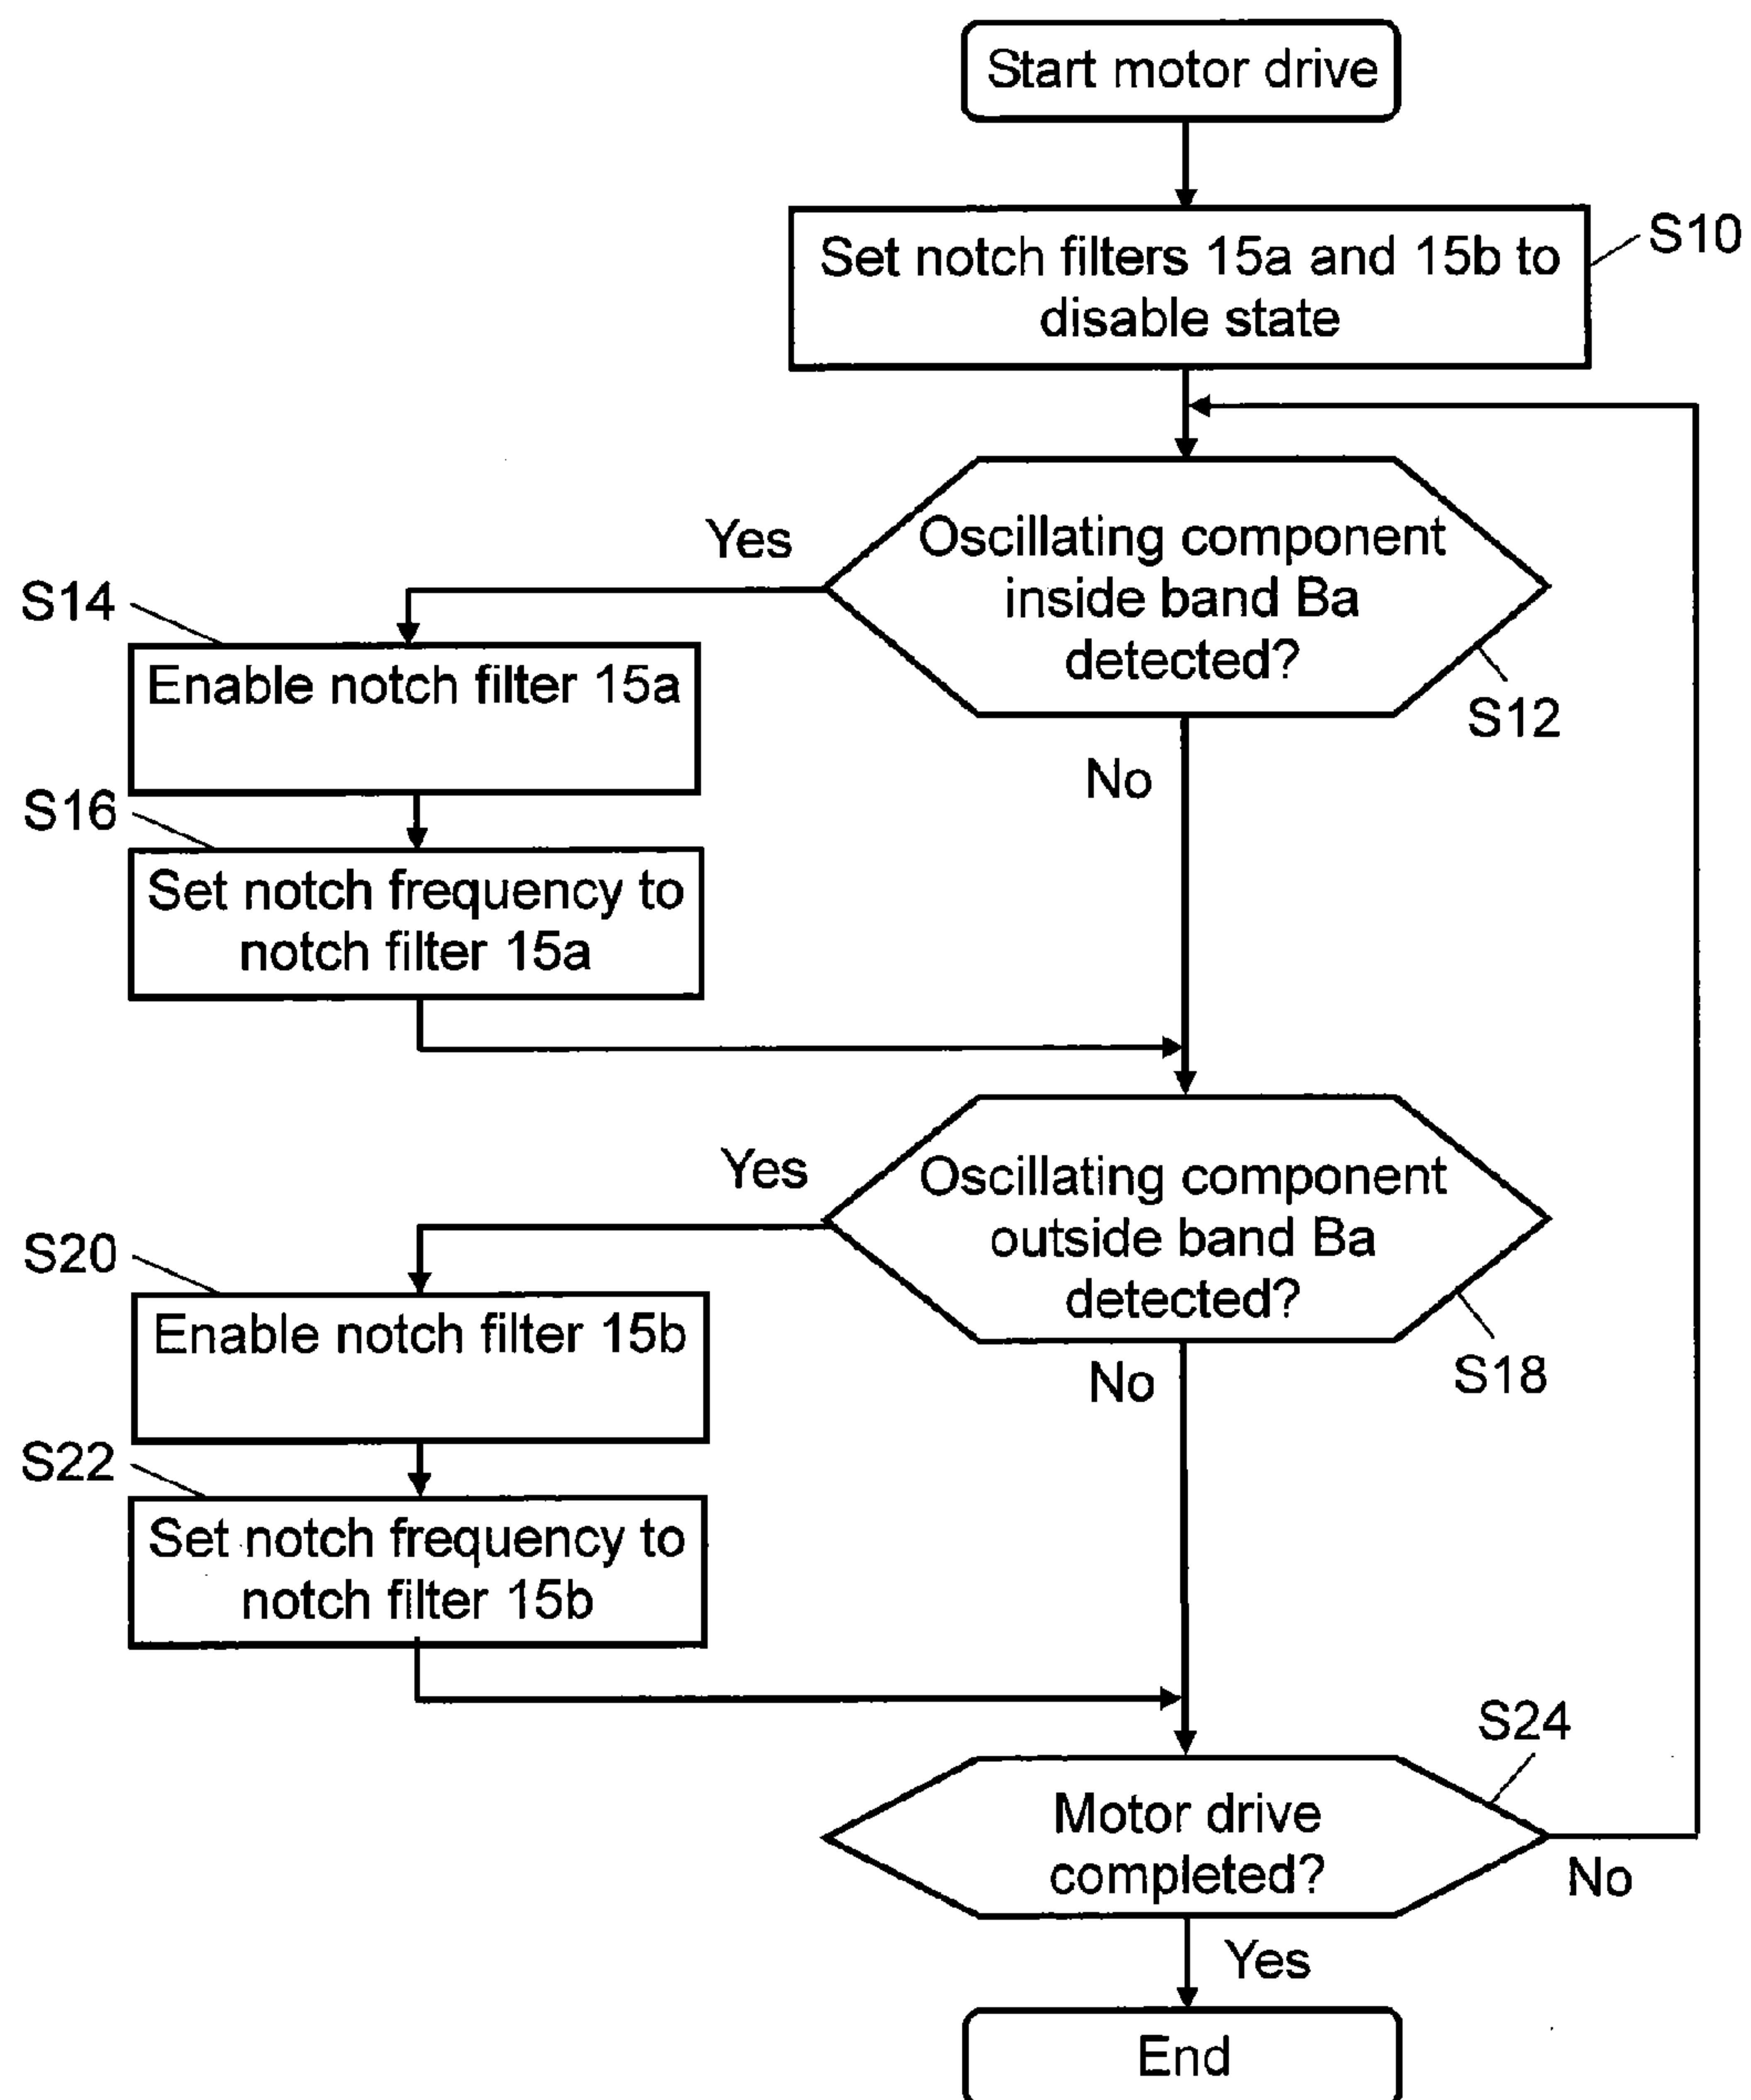 Start motor drive
S10
Set notch filters 15a and 15b to
disable state
Yes
Oscillating component
inside band Ba
detected?
S12
No
S14
Enable notch filter 15a
S16
Set notch frequency to
notch filter 15a
Yes
Oscillating component
outside band Ba
detected?
S18
No
S20
Enable notch filter 15b
S22
Set notch frequency to
notch filter 15b
S24
Motor drive
completed?
No
Yes
End